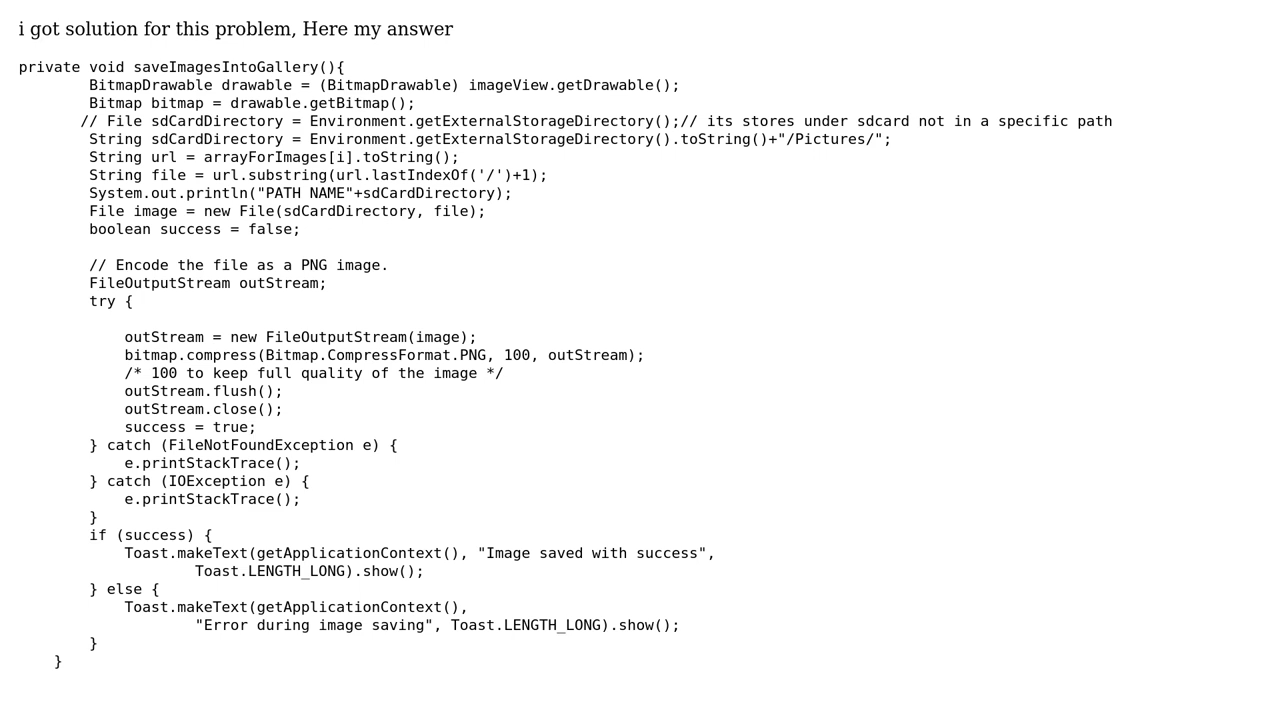 i got solution for this problem, Here my answer
private void saveImagesIntoGallery(){
        BitmapDrawable drawable = (BitmapDrawable) imageView.getDrawable();
        Bitmap bitmap = drawable.getBitmap();
       // File sdCardDirectory = Environment.getExternalStorageDirectory();// its stores under sdcard not in a specific path
        String sdCardDirectory = Environment.getExternalStorageDirectory().toString()+"/Pictures/";
        String url = arrayForImages[i].toString();
        String file = url.substring(url.lastIndexOf('/')+1);
        System.out.println("PATH NAME"+sdCardDirectory);
        File image = new File(sdCardDirectory, file);
        boolean success = false;

        // Encode the file as a PNG image.
        FileOutputStream outStream;
        try {

            outStream = new FileOutputStream(image);
            bitmap.compress(Bitmap.CompressFormat.PNG, 100, outStream);
            /* 100 to keep full quality of the image */
            outStream.flush();
            outStream.close();
            success = true;
        } catch (FileNotFoundException e) {
            e.printStackTrace();
        } catch (IOException e) {
            e.printStackTrace();
        }
        if (success) {
            Toast.makeText(getApplicationContext(), "Image saved with success",
                    Toast.LENGTH_LONG).show();
        } else {
            Toast.makeText(getApplicationContext(),
                    "Error during image saving", Toast.LENGTH_LONG).show();
        }
    }